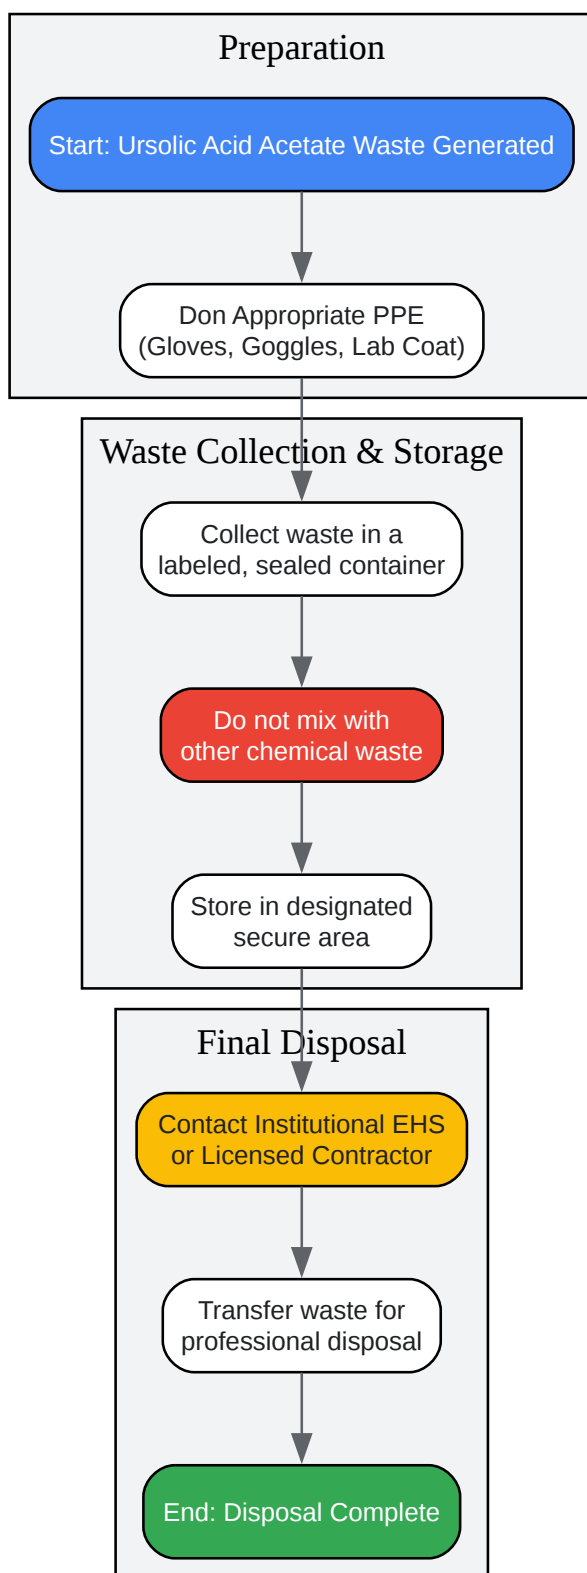 Preparation
Start: Ursolic Acid Acetate Waste Generated
Don Appropriate PPE
(Gloves, Goggles, Lab Coat)
Waste Collection & Storage
Collect waste in a
labeled, sealed container
Do not mix with
other chemical waste
Store in designated
secure area
Final Disposal
Contact Institutional EHS
or Licensed Contractor
Transfer waste for
professional disposal
End: Disposal Complete